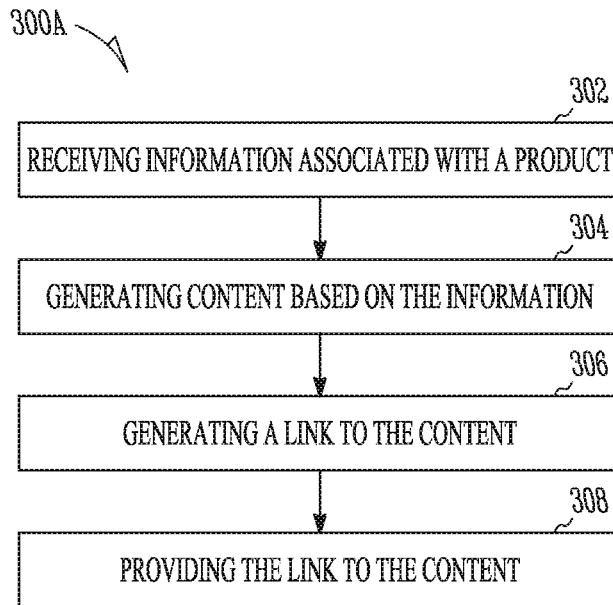 300A
302
RECEIVING INFORMATION ASSOCIATED WITH A PRODUCT
304
GENERATING CONTENT BASED ON THE INFORMATION
306
GENERATING A LINK TO THE CONTENT
308
PROVIDING THE LINK TO THE CONTENT